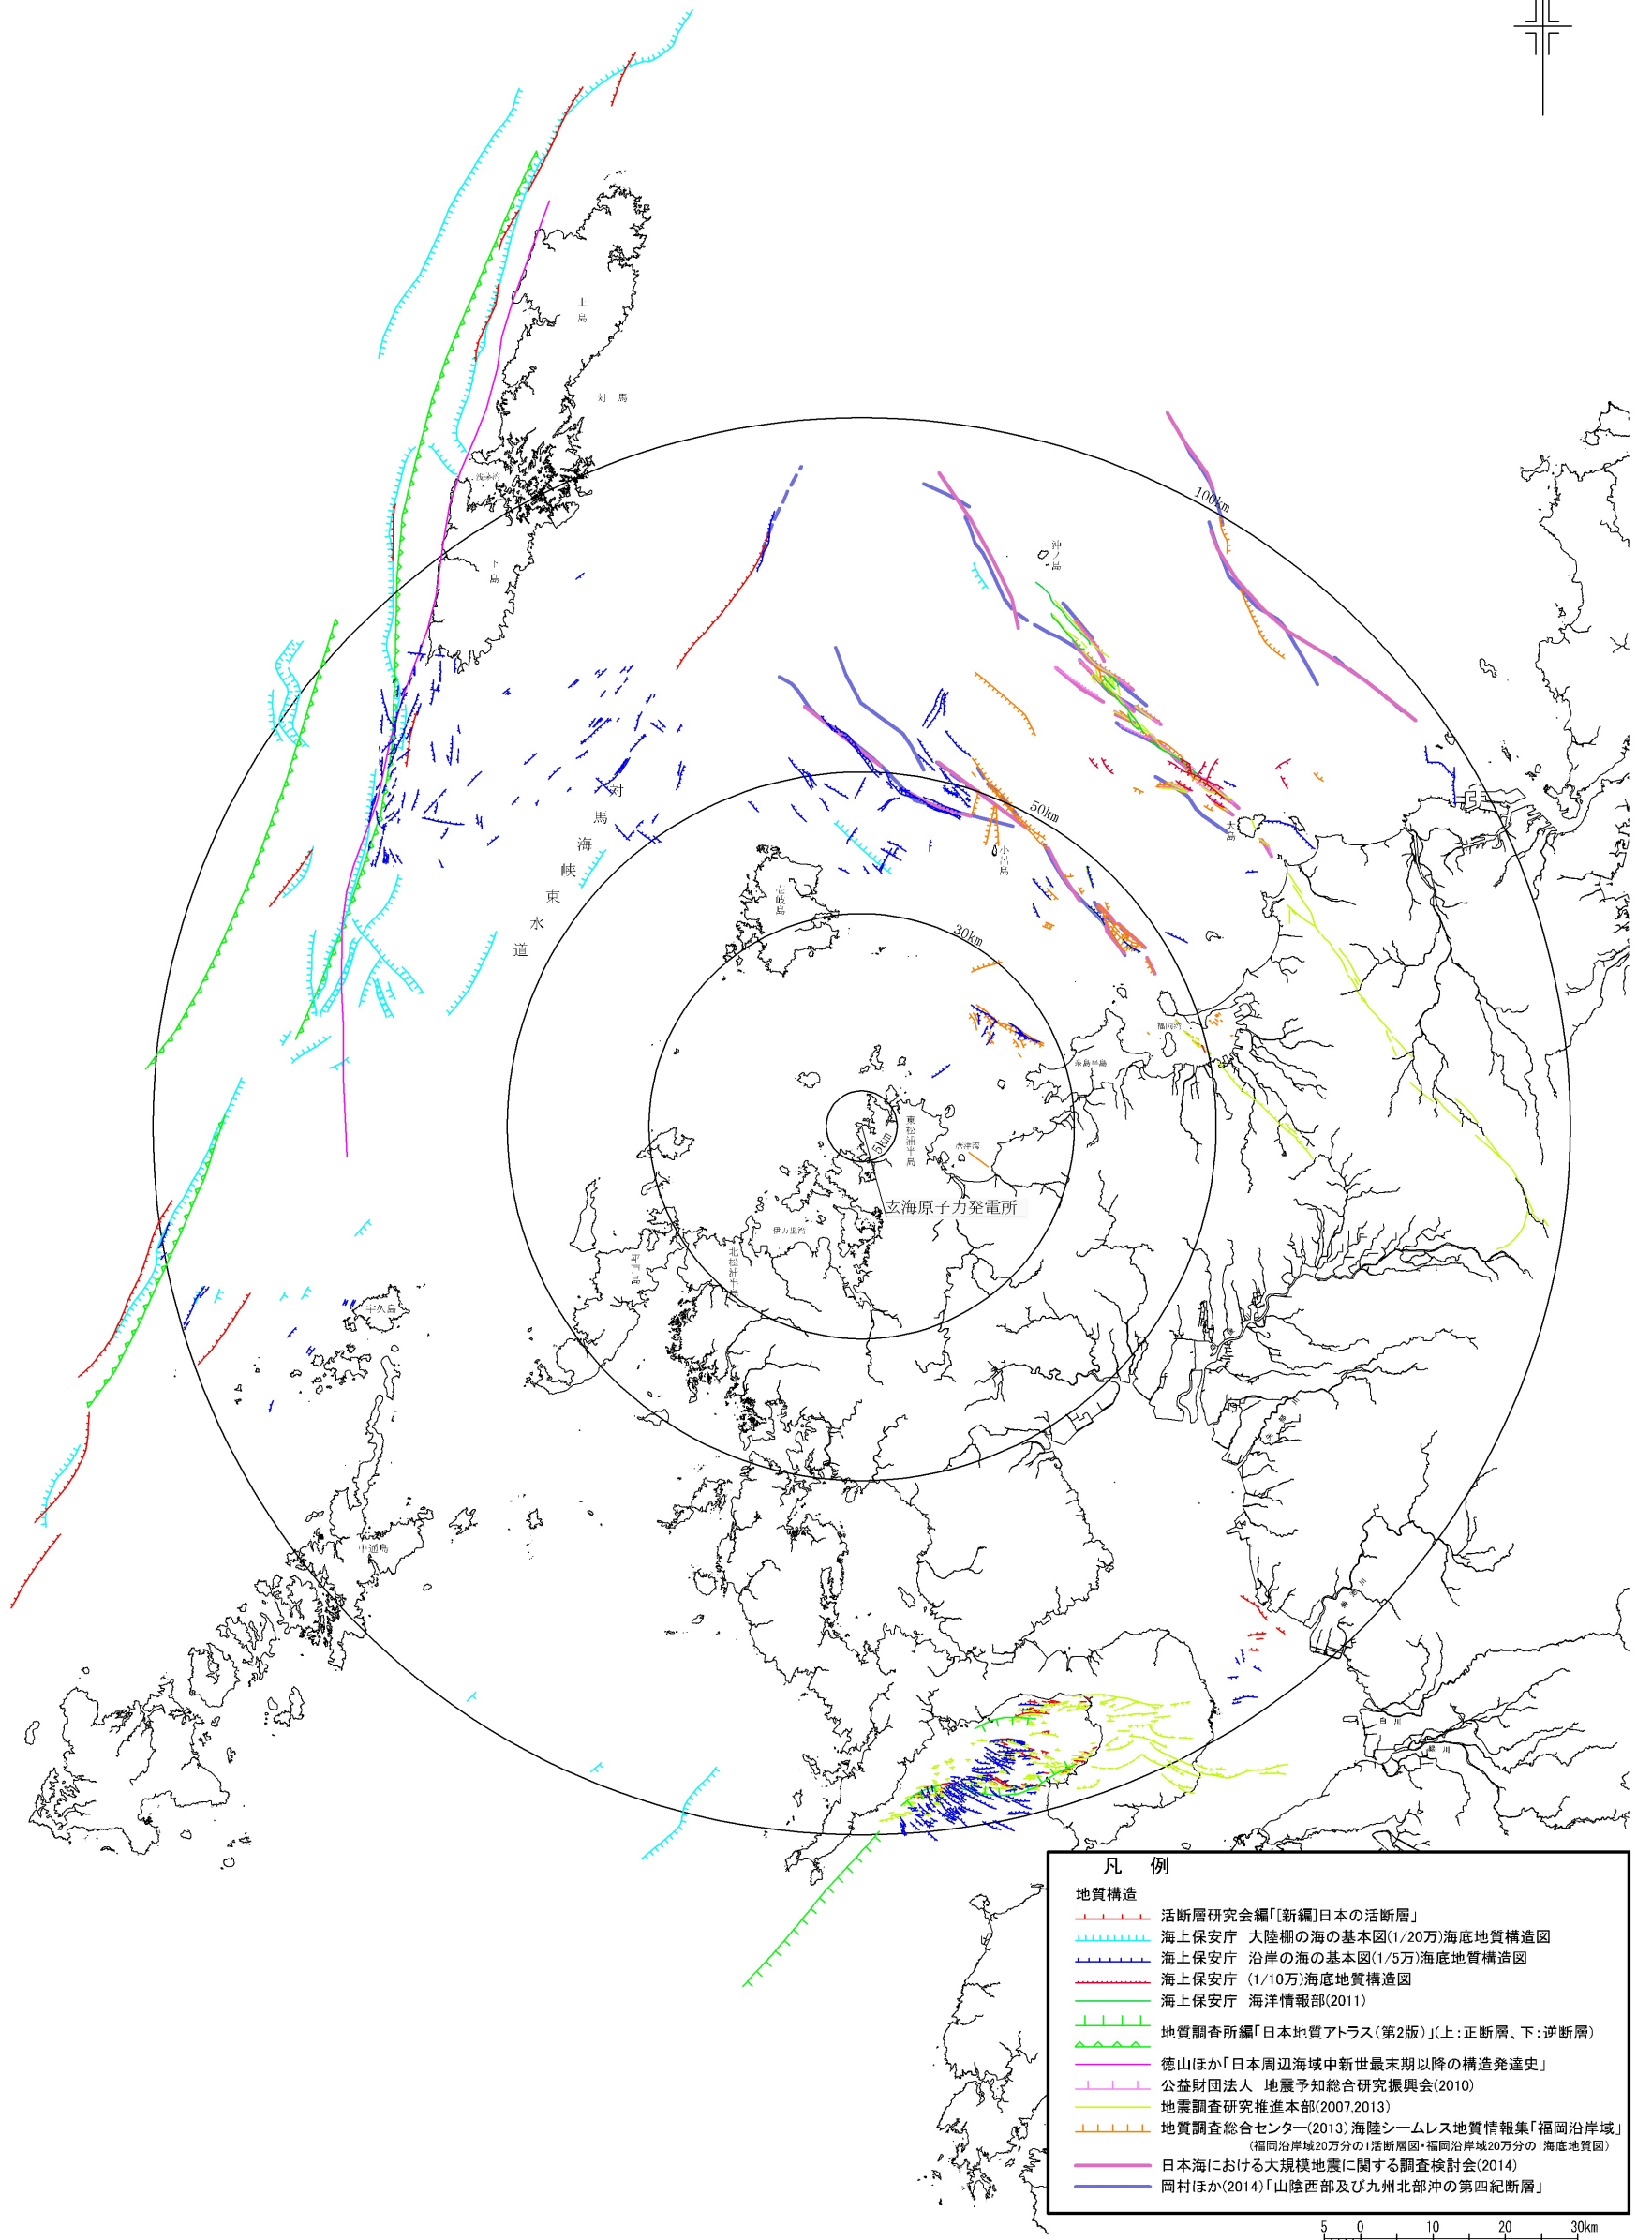 上島
対馬
浅茅湾
下島
100km
沖ノ島
50km
対馬海峡東水道
小呂島
大島
壱岐島
30km
福岡湾
糸島半島
東松浦半島
唐津湾
5km
玄海原子力発電所
伊万里湾
平戸島
宇久島
中通島
白川
緑川
凡 例
地質構造
活断層研究会編「[新編]日本の活断層」
海上保安庁 大陸棚の海の基本図(1/20万)海底地質構造図
海上保安庁 沿岸の海の基本図(1/5万)海底地質構造図
海上保安庁 (1/10万)海底地質構造図
海上保安庁 海洋情報部(2011)
地質調査所編「日本地質アトラス(第2版)」(上:正断層、下:逆断層)
徳山ほか「日本周辺海域中新世最末期以降の構造発達史」
公益財団法人 地震予知総合研究振興会(2010)
地震調査研究推進本部(2007,2013)
地質調査総合センター(2013)海陸シームレス地質情報集「福岡沿岸域」
(福岡沿岸域20万分の1活断層図・福岡沿岸域20万分の1海底地質図)
日本海における大規模地震に関する調査検討会(2014)
岡村ほか(2014)「山陰西部及び九州北部沖の第四紀断層」
5 0 10 20 30km